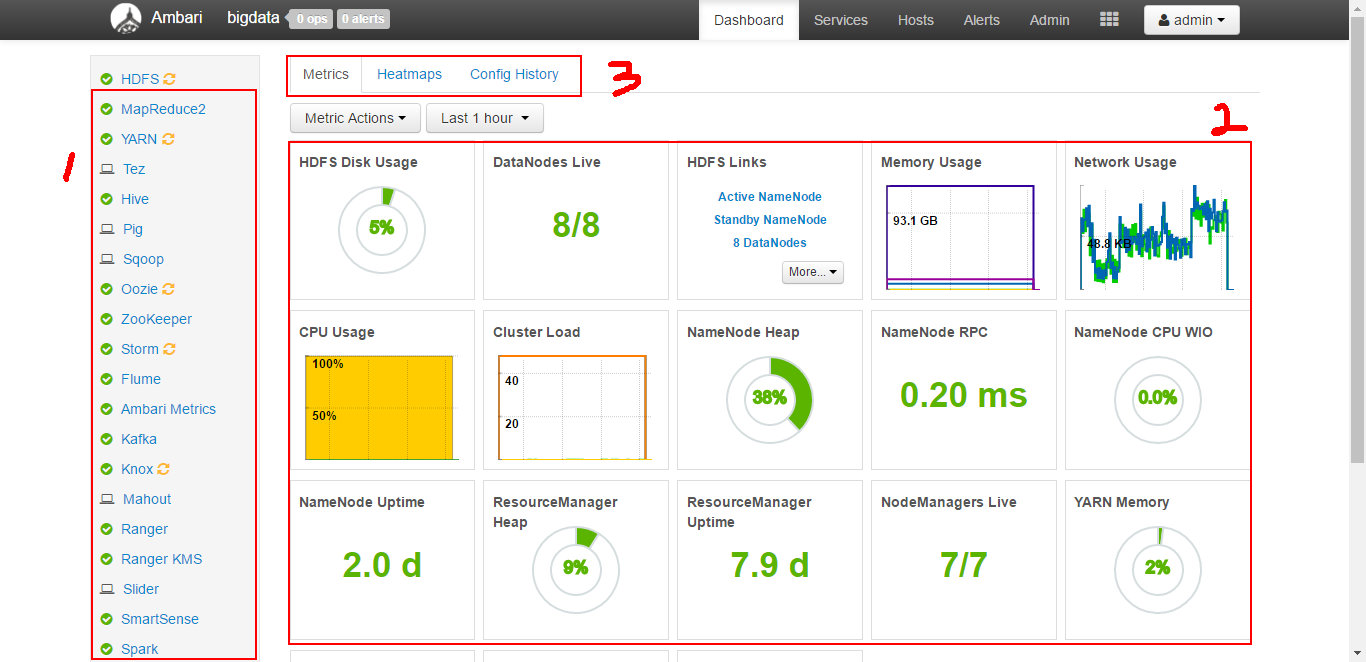 Ambari bigdata 0 ops 0 alerts Dashboard Services Hosts Alerts Admin admin
HDFS
MapReduce2
YARN
Tez
Hive
Pig
Sqoop
Oozie
ZooKeeper
Storm
Flume
Ambari Metrics
Kafka
Knox
Mahout
Ranger
Ranger KMS
Slider
SmartSense
Spark
1
Metrics Heatmaps Config History
3
Metric Actions Last 1 hour
2
HDFS Disk Usage
5%
DataNodes Live
8/8
HDFS Links
Active NameNode
Standby NameNode
8 DataNodes
More...
Memory Usage
93.1 GB
Network Usage
48.8 KB
CPU Usage
100%
50%
Cluster Load
40
20
NameNode Heap
38%
NameNode RPC
0.20 ms
NameNode CPU WIO
0.0%
NameNode Uptime
2.0 d
ResourceManager
Heap
9%
ResourceManager
Uptime
7.9 d
NodeManagers Live
7/7
YARN Memory
2%